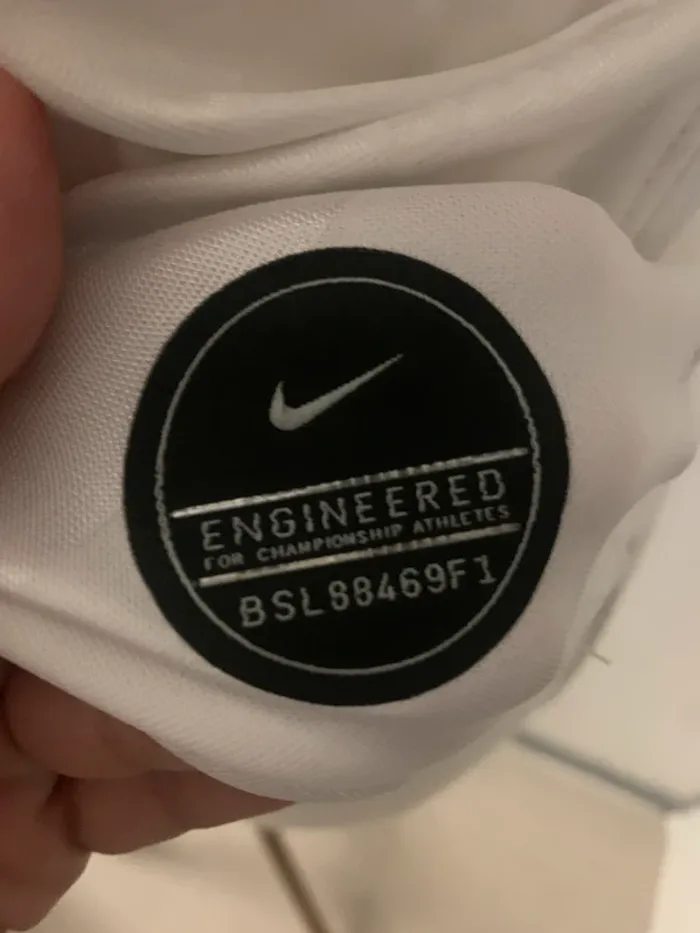 ENGINEERED
FOR CHAMPIONSHIP ATHLETES
BSL88469F1